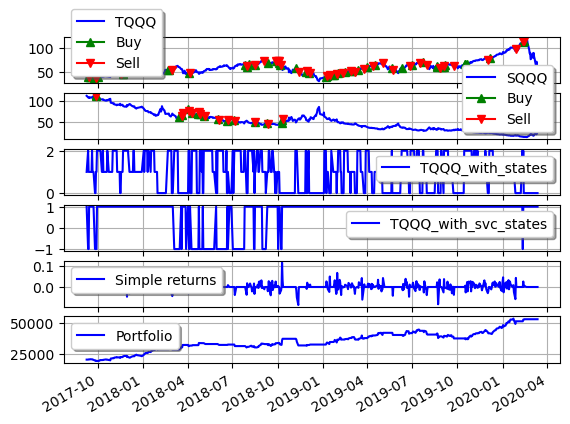 TQQQ
Buy
Sell
100
50
SQQQ
Buy
Sell
100
50
2
0
TQQQ_with_states
1
0
−1
TQQQ_with_svc_states
0.1
0.0
Simple returns
50000
25000
Portfolio
2017-10
2018-01
2018-04
2018-07
2018-10
2019-01
2019-04
2019-07
2019-10
2020-01
2020-04